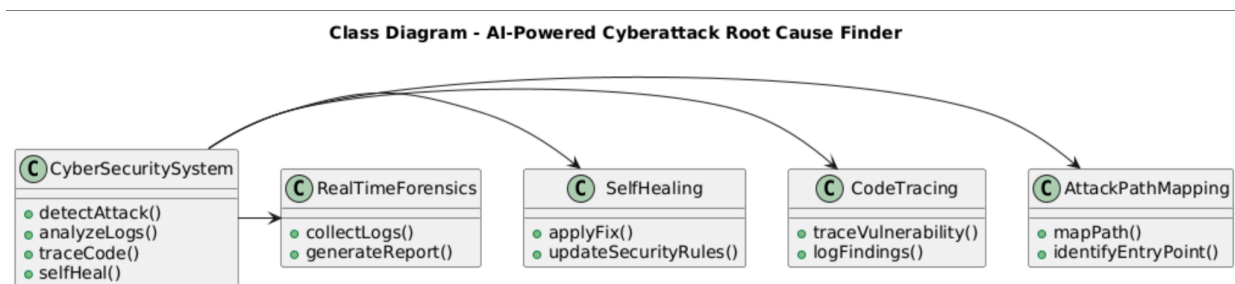 Class Diagram - AI-Powered Cyberattack Root Cause Finder
C CyberSecuritySystem
detectAttack()
analyzeLogs()
traceCode()
selfHeal()
C RealTimeForensics
collectLogs()
generateReport()
C SelfHealing
applyFix()
updateSecurityRules()
C CodeTracing
traceVulnerability()
logFindings()
C AttackPathMapping
mapPath()
identifyEntryPoint()